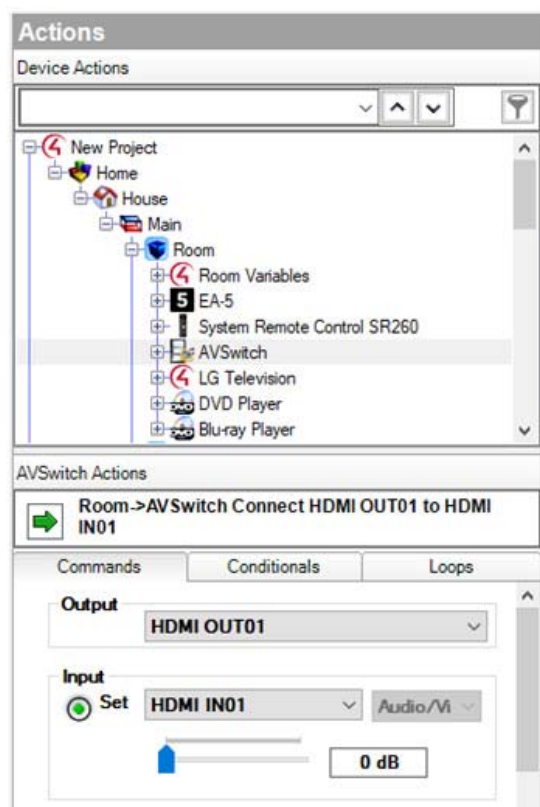 Actions
Device Actions
New Project
Home
House
Main
Room
Room Variables
5 EA-5
System Remote Control SR260
AVSwitch
LG Television
DVD Player
Blu-ray Player
AVSwitch Actions
Room->AVSwitch Connect HDMI OUT01 to HDMI
IN01
Commands Conditionals Loops
Output
HDMI OUT01
Input
Set HDMI IN01 Audio/Vi
0 dB